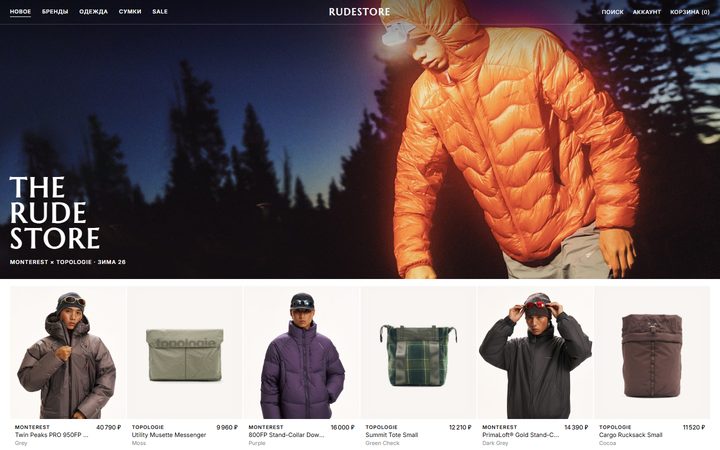 НОВОЕ БРЕНДЫ ОДЕЖДА СУМКИ SALE RUDESTORE ПОИСК АККАУНТ КОРЗИНА (0)
THE
RUDE
STORE
MONTEREST × TOPOLOGIE · ЗИМА 26
topologie
MONTEREST 40 790 ₽
Twin Peaks PRO 950FP ...
Grey
TOPOLOGIE 9 960 ₽
Utility Musette Messenger
Moss
MONTEREST 16 000 ₽
800FP Stand-Collar Dow...
Purple
TOPOLOGIE 12 210 ₽
Summit Tote Small
Green Check
MONTEREST 14 390 ₽
PrimaLoft® Gold Stand-C...
Dark Grey
TOPOLOGIE 11 520 ₽
Cargo Rucksack Small
Cocoa